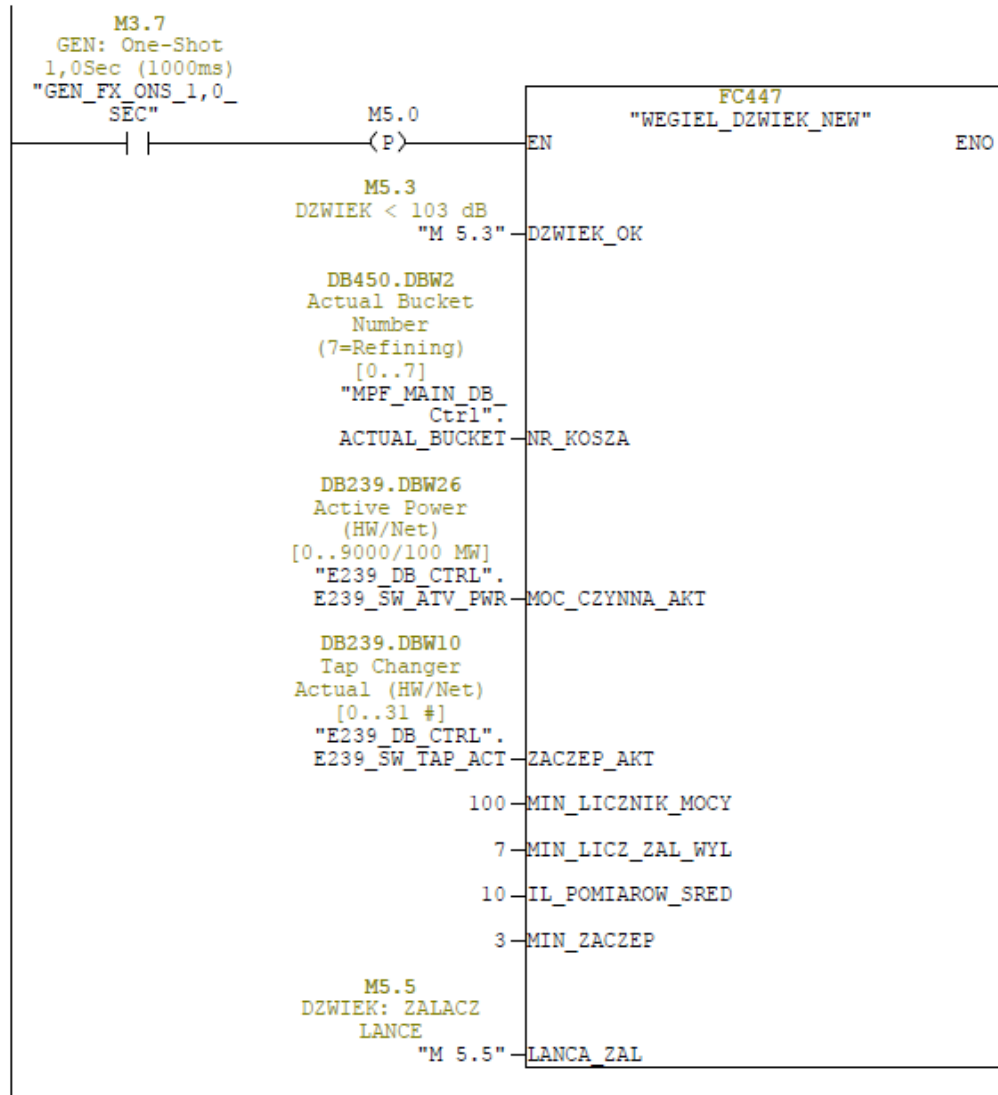 M3.7
GEN: One-Shot
1,0Sec (1000ms)
"GEN_FX_ONS_1,0_
SEC"
M5.0
(P)
FC447
"WEGIEL_DZWIEK_NEW"
EN
ENO
M5.3
DZWIEK < 103 dB
"M 5.3"
DZWIEK_OK
DB450.DBW2
Actual Bucket
Number
(7=Refining)
[0..7]
"MPF_MAIN_DB_
Ctrl".
ACTUAL_BUCKET
NR_KOSZA
DB239.DBW26
Active Power
(HW/Net)
[0..9000/100 MW]
"E239_DB_CTRL".
E239_SW_ATV_PWR
MOC_CZYNNA_AKT
DB239.DBW10
Tap Changer
Actual (HW/Net)
[0..31 #]
"E239_DB_CTRL".
E239_SW_TAP_ACT
ZACZEP_AKT
100
MIN_LICZNIK_MOCY
7
MIN_LICZ_ZAL_WYL
10
IL_POMIAROW_SRED
3
MIN_ZACZEP
M5.5
DZWIEK: ZALACZ
LANCE
"M 5.5"
LANCA_ZAL